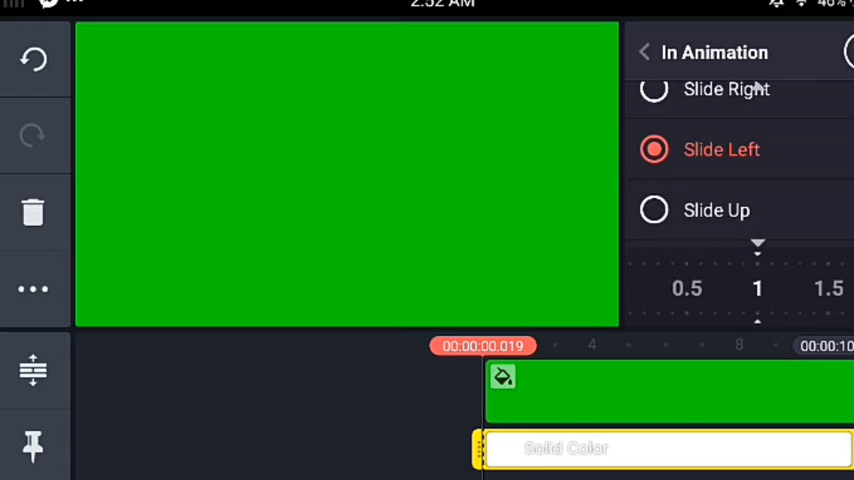 2:52 AM
46%
In Animation
Slide Right
Slide Left
Slide Up
0.5 1 1.5
00:00:00.019 4 8 00:00:10
Solid Color